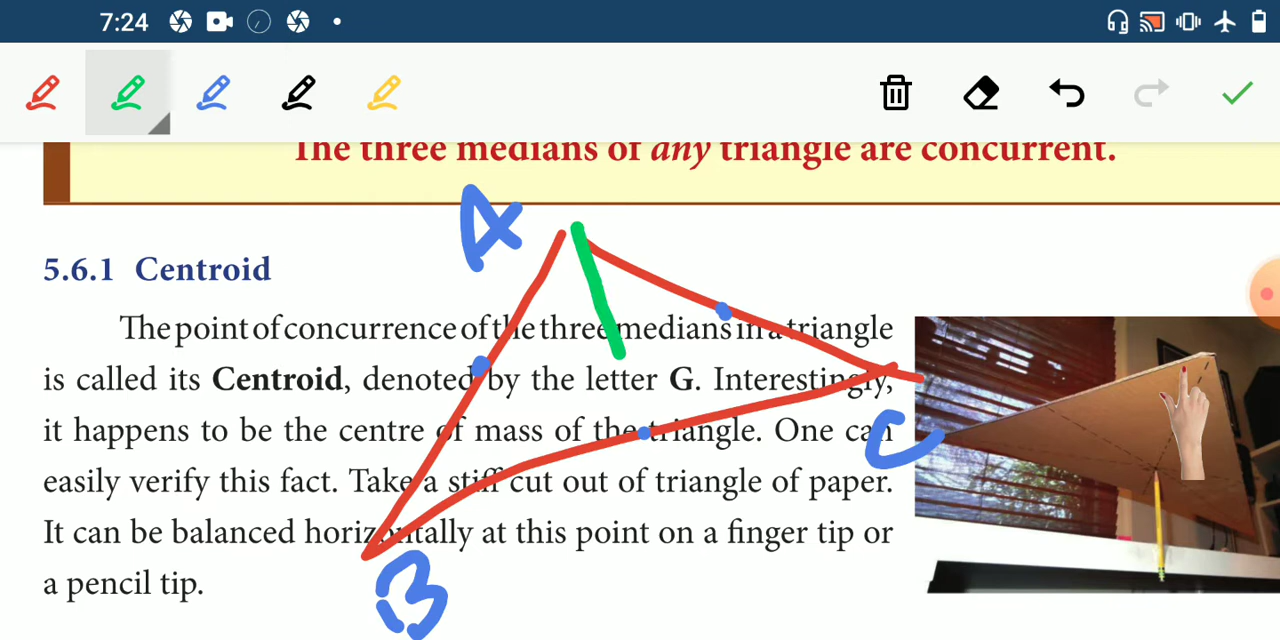 7:24
The three medians of any triangle are concurrent.
A
5.6.1 Centroid
The point of concurrence of the three medians in a triangle
is called its Centroid, denoted by the letter G. Interestingly,
it happens to be the centre of mass of the triangle. One can
C
easily verify this fact. Take a stiff cut out of triangle of paper.
It can be balanced horizontally at this point on a finger tip or
a pencil tip.
B